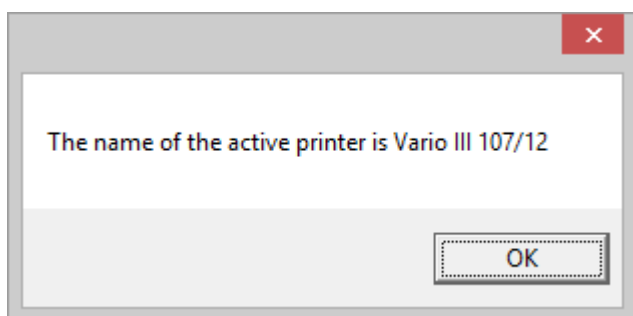 The name of the active printer is Vario III 107/12
OK